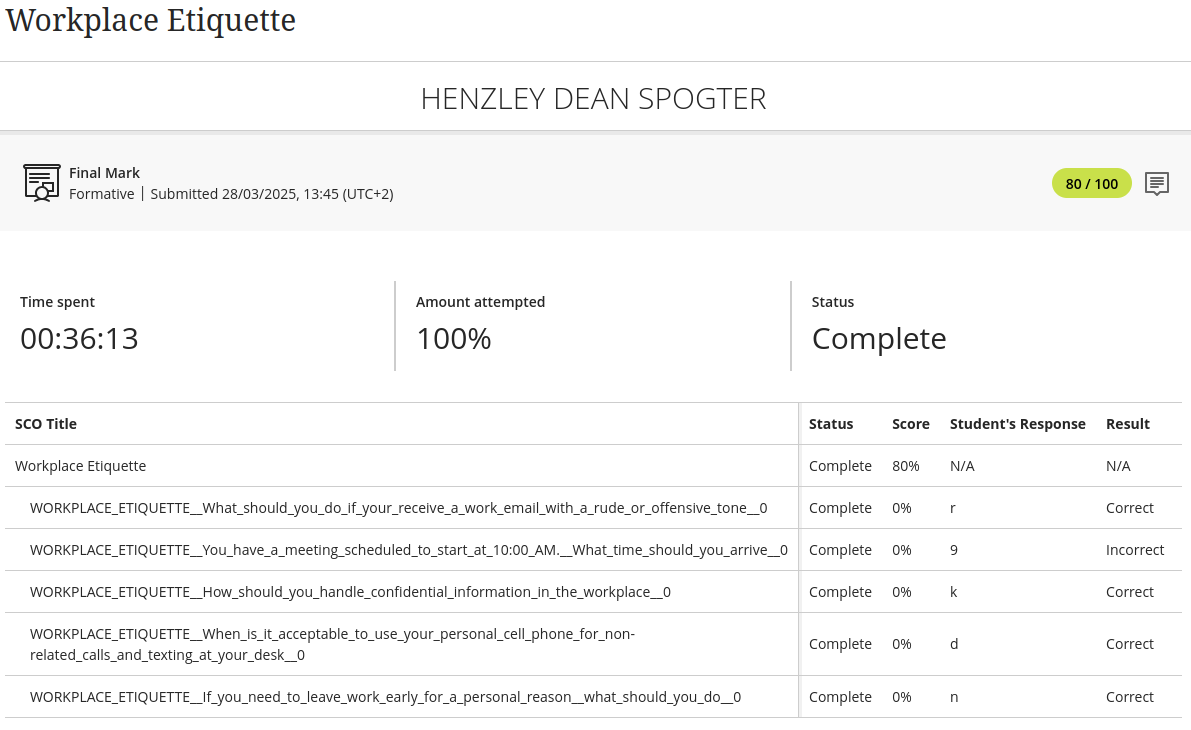 Workplace Etiquette
HENZLEY DEAN SPOGTER
Final Mark
Formative | Submitted 28/03/2025, 13:45 (UTC+2)
80 / 100
Time spent
00:36:13
Amount attempted
100%
Status
Complete
SCO Title Status Score Student's Response Result
Workplace Etiquette Complete 80% N/A N/A
WORKPLACE_ETIQUETTE__What_should_you_do_if_your_receive_a_work_email_with_a_rude_or_offensive_tone__0 Complete 0% r Correct
WORKPLACE_ETIQUETTE__You_have_a_meeting_scheduled_to_start_at_10:00_AM.__What_time_should_you_arrive__0 Complete 0% 9 Incorrect
WORKPLACE_ETIQUETTE__How_should_you_handle_confidential_information_in_the_workplace__0 Complete 0% k Correct
WORKPLACE_ETIQUETTE__When_is_it_acceptable_to_use_your_personal_cell_phone_for_non-
related_calls_and_texting_at_your_desk__0 Complete 0% d Correct
WORKPLACE_ETIQUETTE__If_you_need_to_leave_work_early_for_a_personal_reason__what_should_you_do__0 Complete 0% n Correct